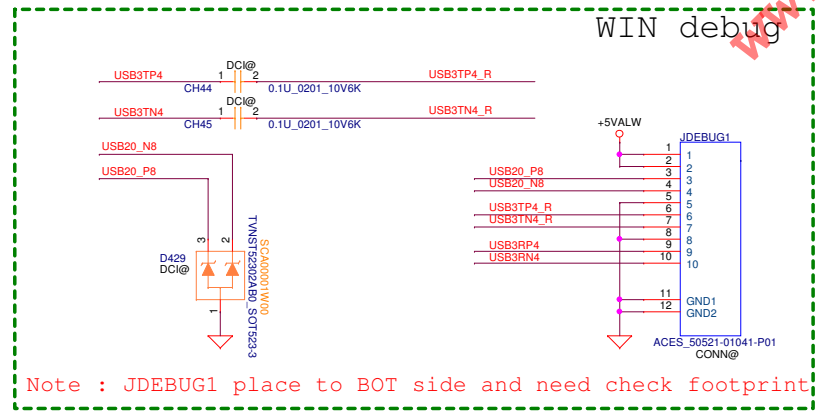 WIN debug
www
DCI@
USB3TP4 1 2 USB3TP4_R
CH44 0.1U_0201_10V6K
DCI@
USB3TN4 1 2 USB3TN4_R
CH45 0.1U_0201_10V6K
USB20_N8
USB20_P8
3 2
D429
DCI@
1
SCA00001W00
TVNST52302AB0_SOT523-3
+5VALW
JDEBUG1
1 1
2 2
USB20_P8 3 3
USB20_N8 4 4
5 5
USB3TP4_R 6 6
USB3TN4_R 7 7
8 8
USB3RP4 9 9
USB3RN4 10 10
11 GND1
12 GND2
ACES_50521-01041-P01
CONN@
Note : JDEBUG1 place to BOT side and need check footprint